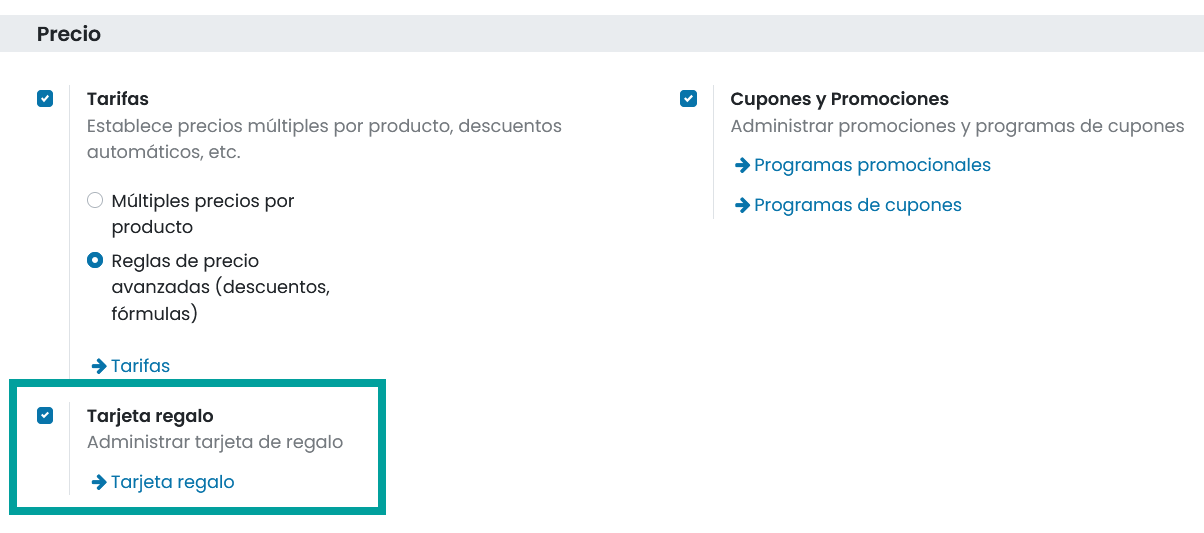 Precio
Tarifas
Establece precios múltiples por producto, descuentos
automáticos, etc.
Múltiples precios por
producto
Reglas de precio
avanzadas (descuentos,
fórmulas)
Tarifas
Cupones y Promociones
Administrar promociones y programas de cupones
Programas promocionales
Programas de cupones
Tarjeta regalo
Administrar tarjeta de regalo
Tarjeta regalo